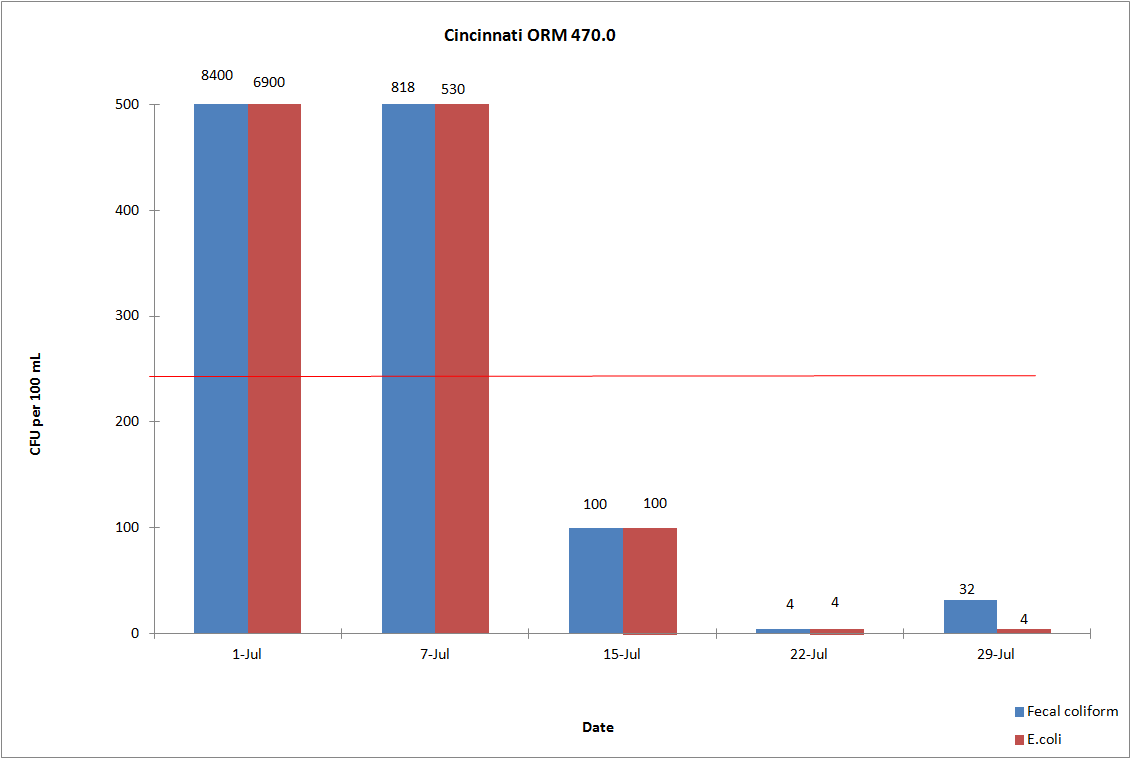 Cincinnati ORM 470.0
8400 6900 818 530
500
400
300
200
100
0
100 100
4 4
32
4
CFU per 100 mL
1-Jul 7-Jul 15-Jul 22-Jul 29-Jul
Date
Fecal coliform
E.coli